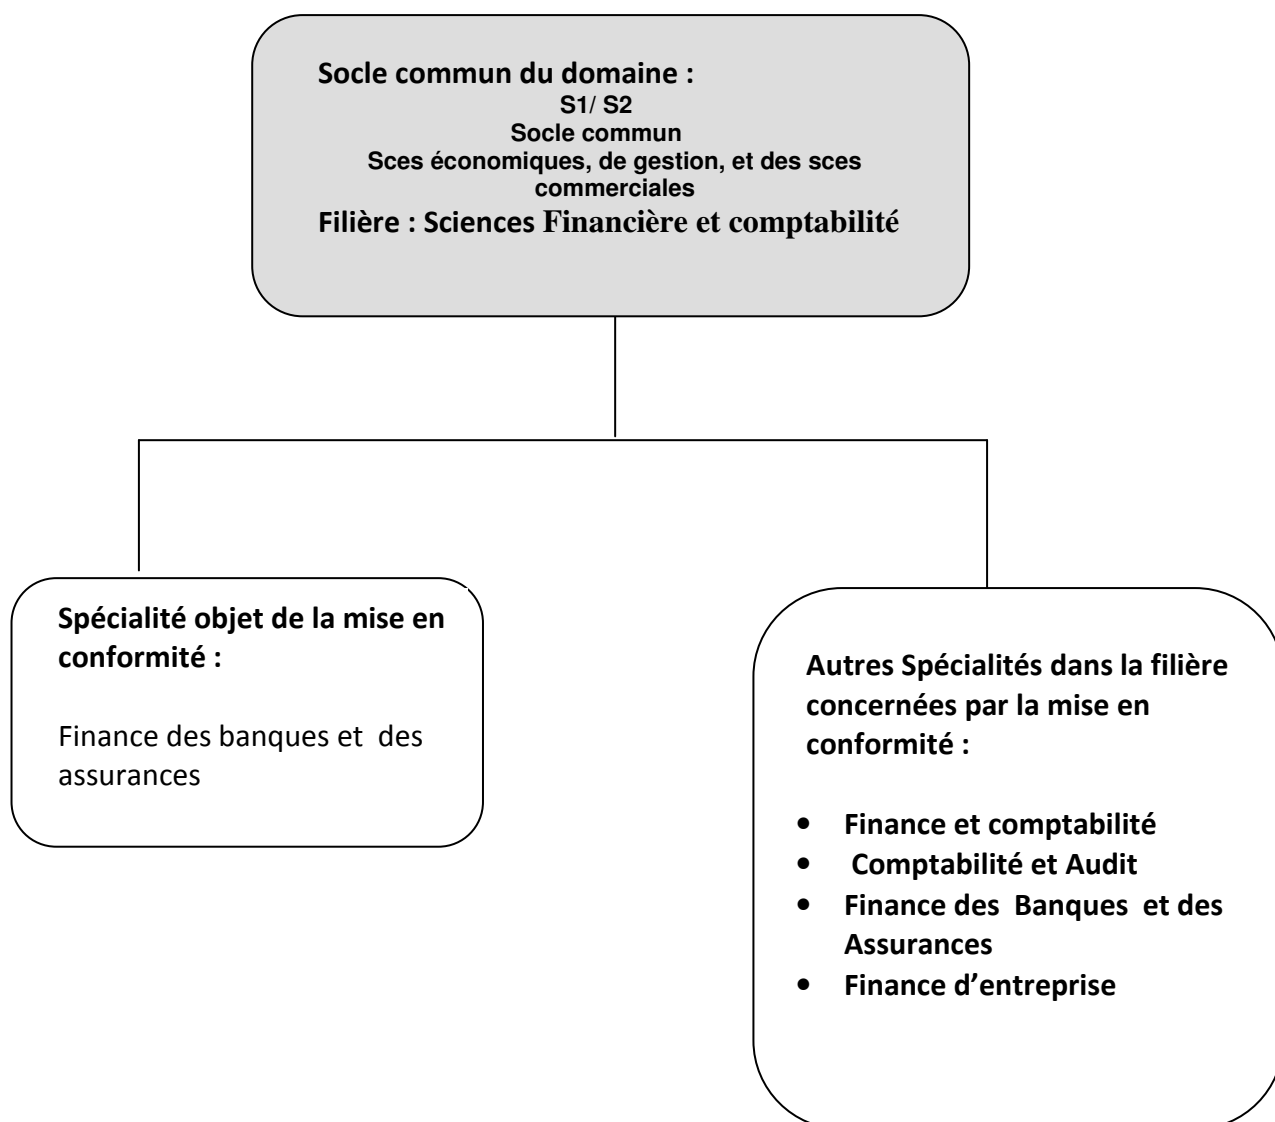 Socle commun du domaine :
S1/ S2
Socle commun
Sces économiques, de gestion, et des sces
commerciales
Filière : Sciences Financière et comptabilité
Spécialité objet de la mise en
conformité :
Finance des banques et  des
assurances
Autres Spécialités dans la filière
concernées par la mise en
conformité :
• Finance et comptabilité
•  Comptabilité et Audit
• Finance des  Banques  et des
Assurances
• Finance d’entreprise